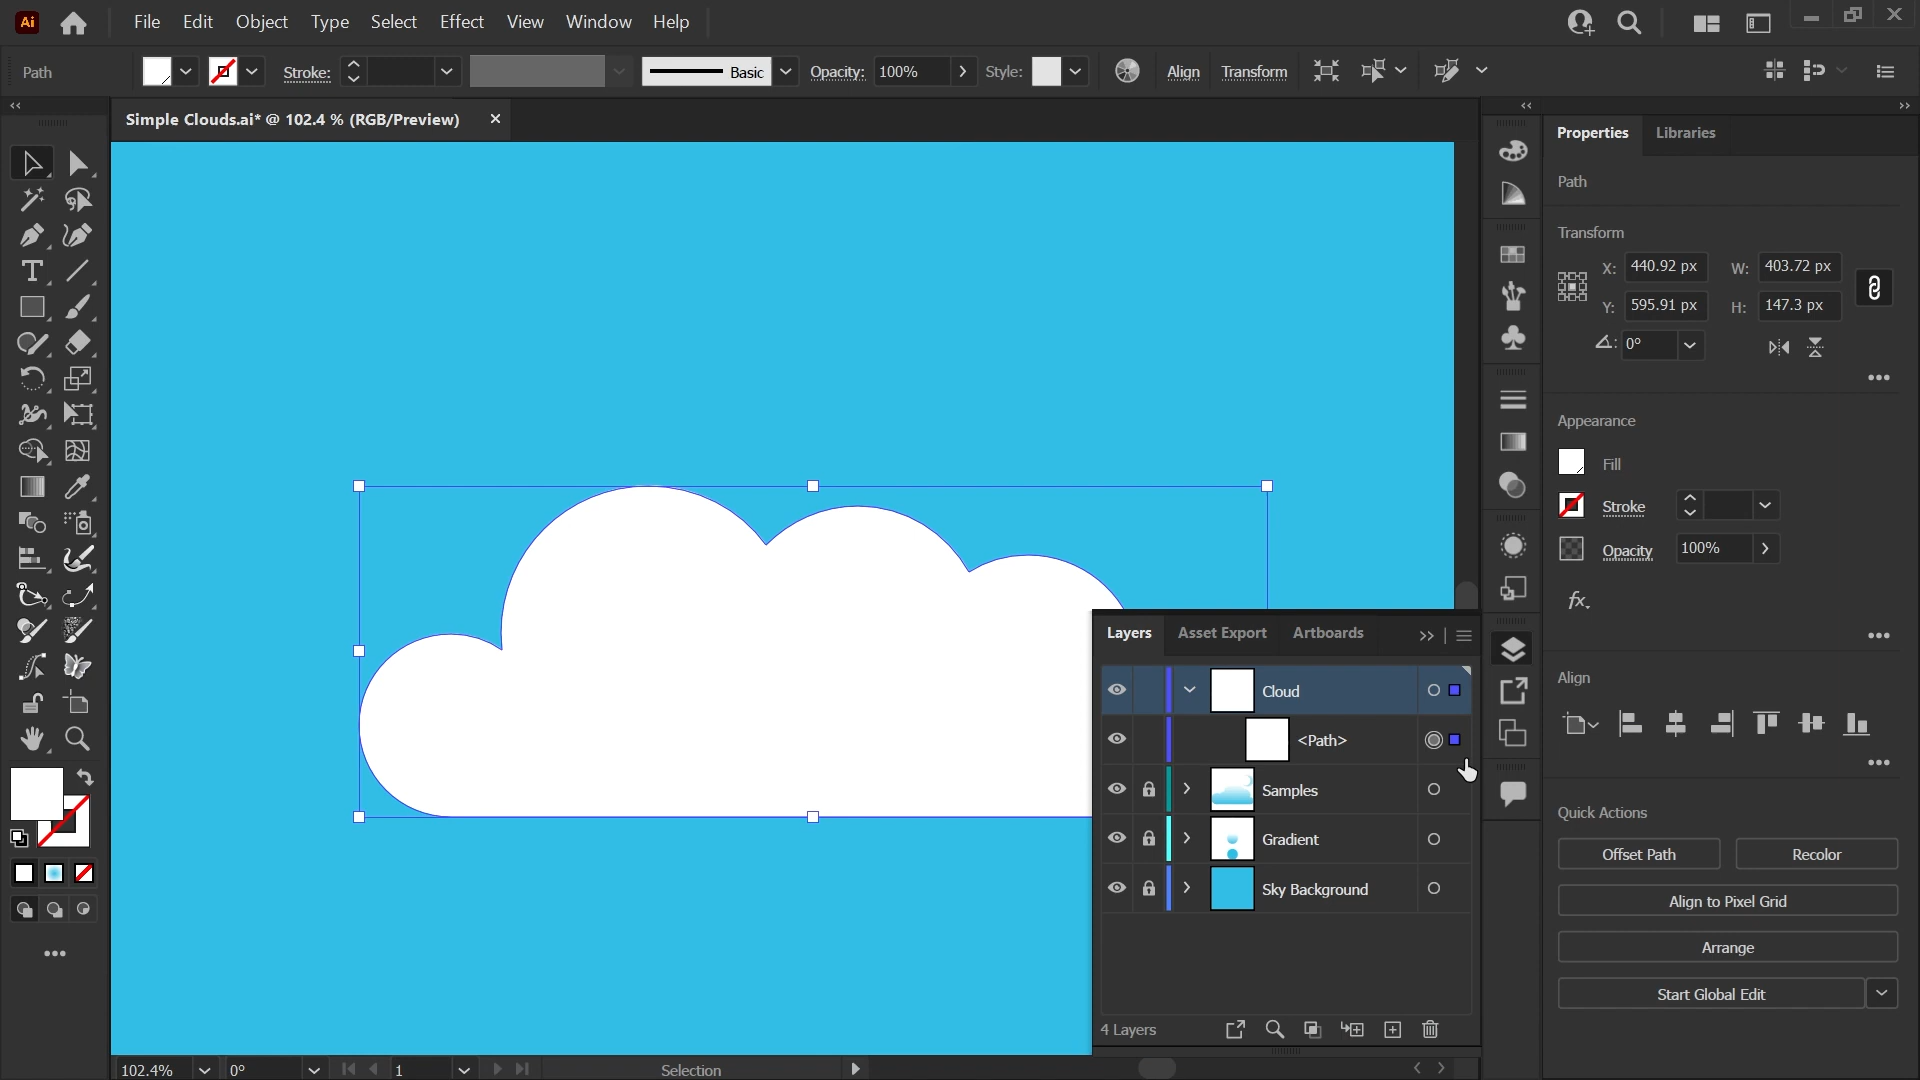 Ai File Edit Object Type Select Effect View Window Help
Path Stroke: Basic Opacity: 100% Style: Align Transform
Simple Clouds.ai* @ 102.4 % (RGB/Preview)
Properties Libraries
Path
Transform
X: 440.92 px W: 403.72 px
Y: 595.91 px H: 147.3 px
0°
Appearance
Fill
Stroke
Opacity 100%
fx.
Align
Quick Actions
Offset Path Recolor
Align to Pixel Grid
Arrange
Start Global Edit
Layers Asset Export Artboards
Cloud
<Path>
Samples
Gradient
Sky Background
4 Layers
102.4% 0° 1 Selection